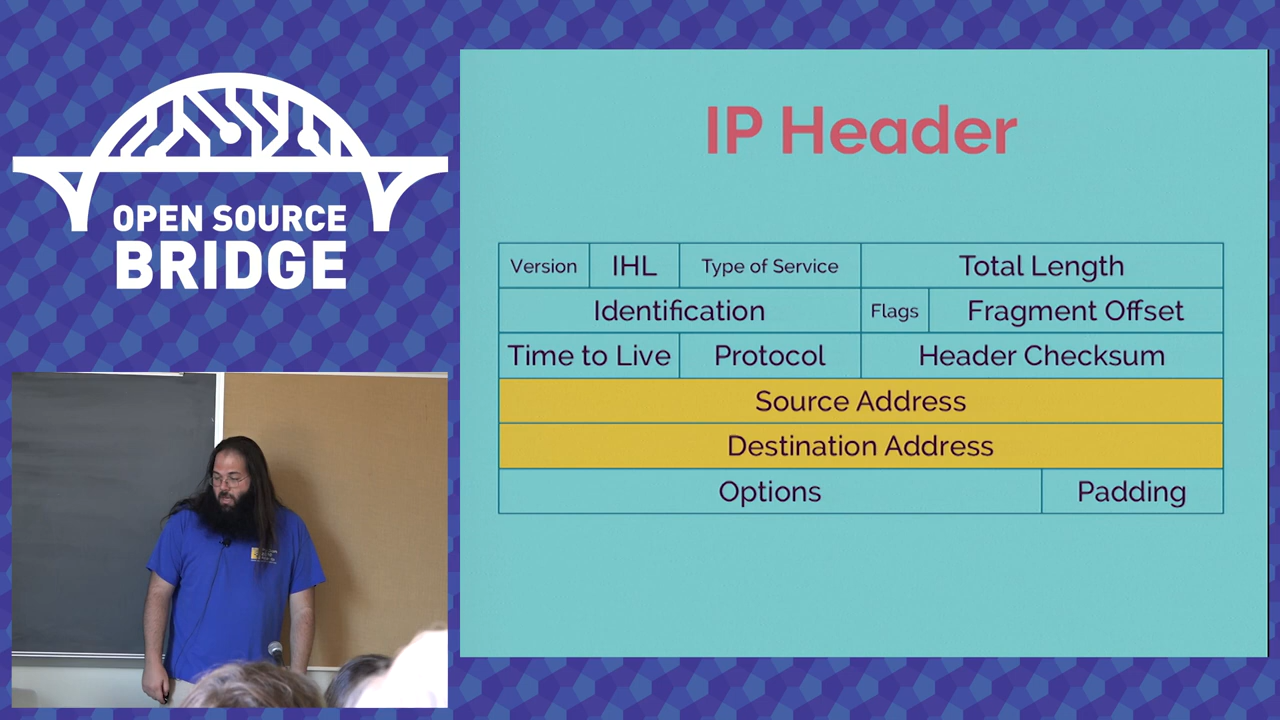 OPEN SOURCE
BRIDGE
IP Header
Version IHL Type of Service Total Length
Identification Flags Fragment Offset
Time to Live Protocol Header Checksum
Source Address
Destination Address
Options Padding